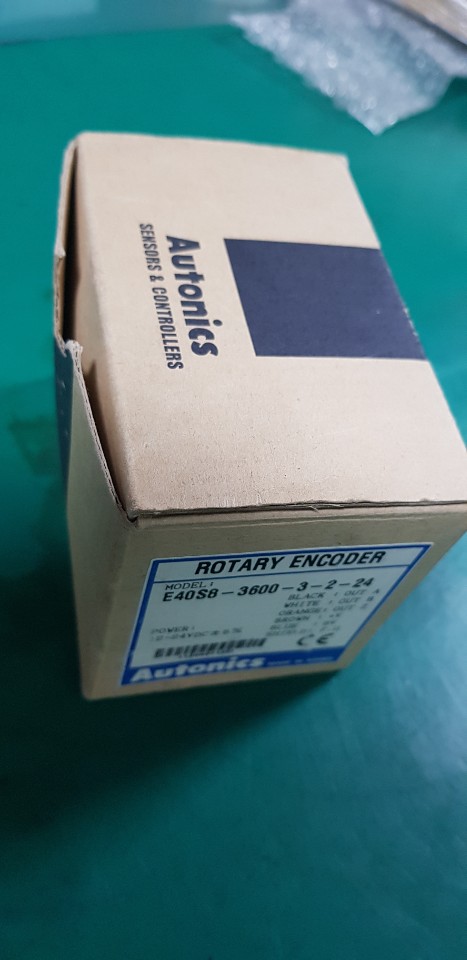 Autonics
SENSORS & CONTROLLERS
ROTARY ENCODER
MODEL:
E40S8-3600-3-2-24
BLACK : OUT A
WHITE : OUT B
ORANGE: OUT Z
BROWN : +V
BLUE : 0V
POWER:
12-24VDC±5%
CE
Autonics